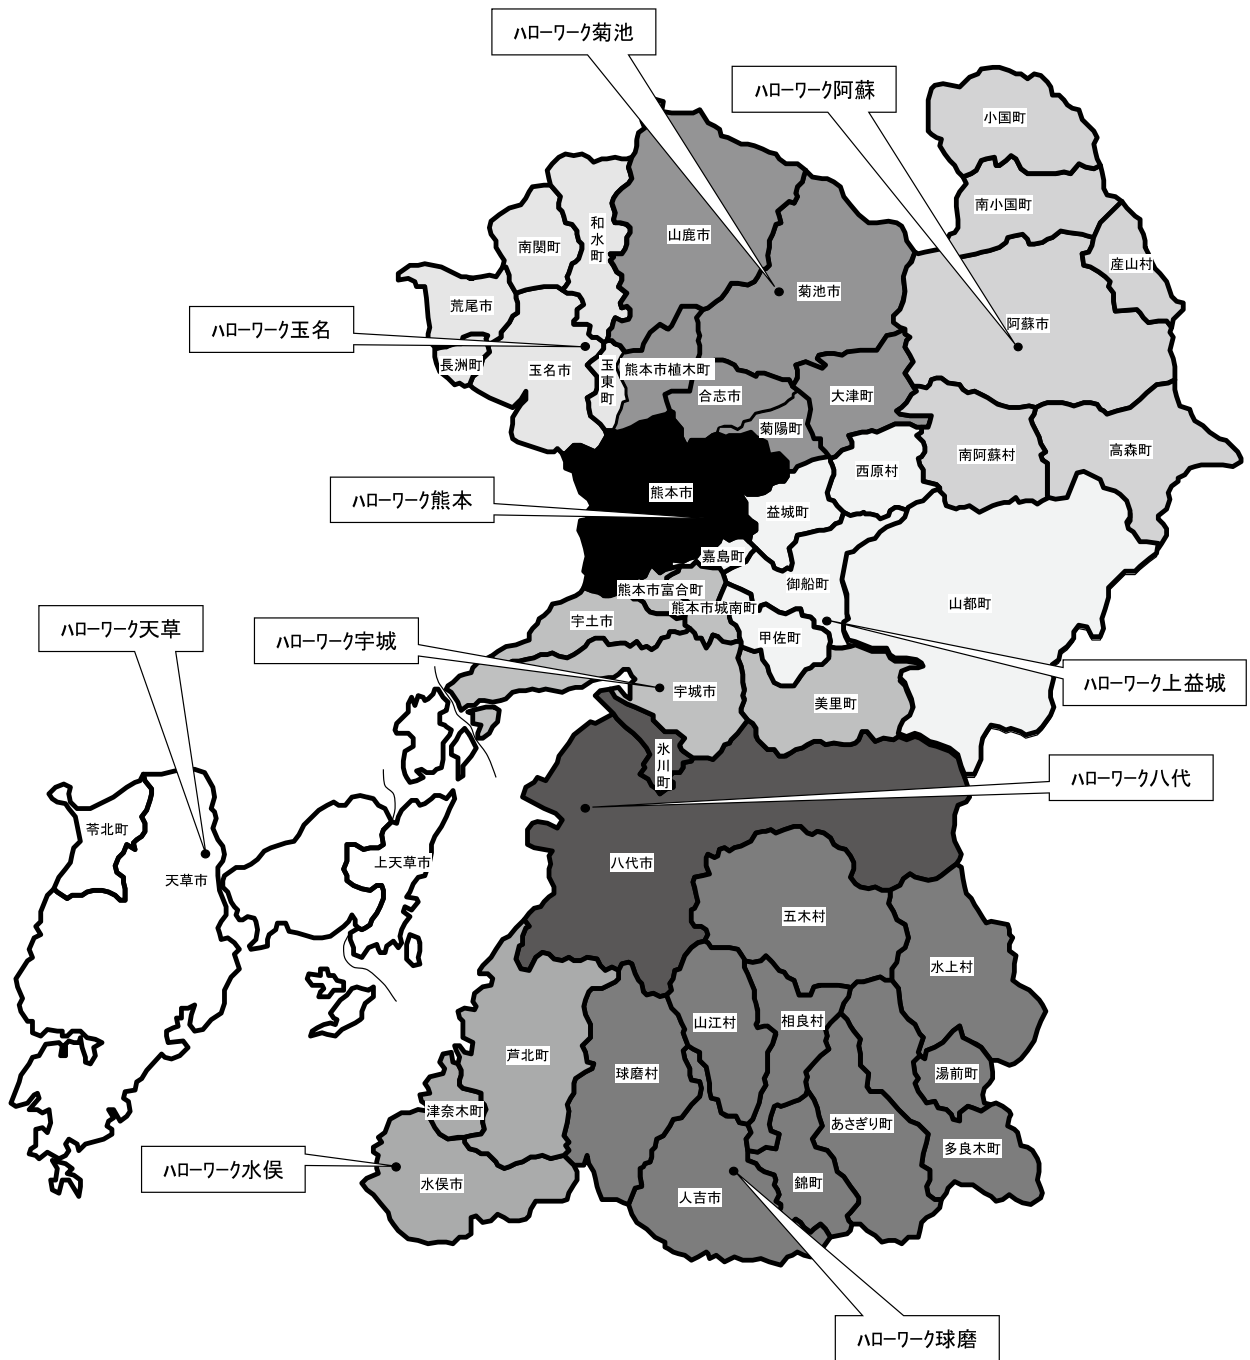 ﾊﾛｰﾜｰｸ菊池
ﾊﾛｰﾜｰｸ阿蘇
小国町
南小国町
産山村
和水町
山鹿市
南関町
菊池市
荒尾市
阿蘇市
ﾊﾛｰﾜｰｸ玉名
長洲町
玉名市
玉東町
熊本市植木町
合志市
大津町
菊陽町
南阿蘇村
高森町
西原村
ﾊﾛｰﾜｰｸ熊本
熊本市
益城町
嘉島町
御船町
熊本市富合町
熊本市城南町
山都町
宇土市
甲佐町
ﾊﾛｰﾜｰｸ天草
ﾊﾛｰﾜｰｸ宇城
宇城市
美里町
ﾊﾛｰﾜｰｸ上益城
氷川町
ﾊﾛｰﾜｰｸ八代
苓北町
天草市
上天草市
八代市
五木村
水上村
山江村
相良村
芦北町
球磨村
湯前町
津奈木町
あさぎり町
多良木町
ﾊﾛｰﾜｰｸ水俣
水俣市
人吉市
錦町
ﾊﾛｰﾜｰｸ球磨